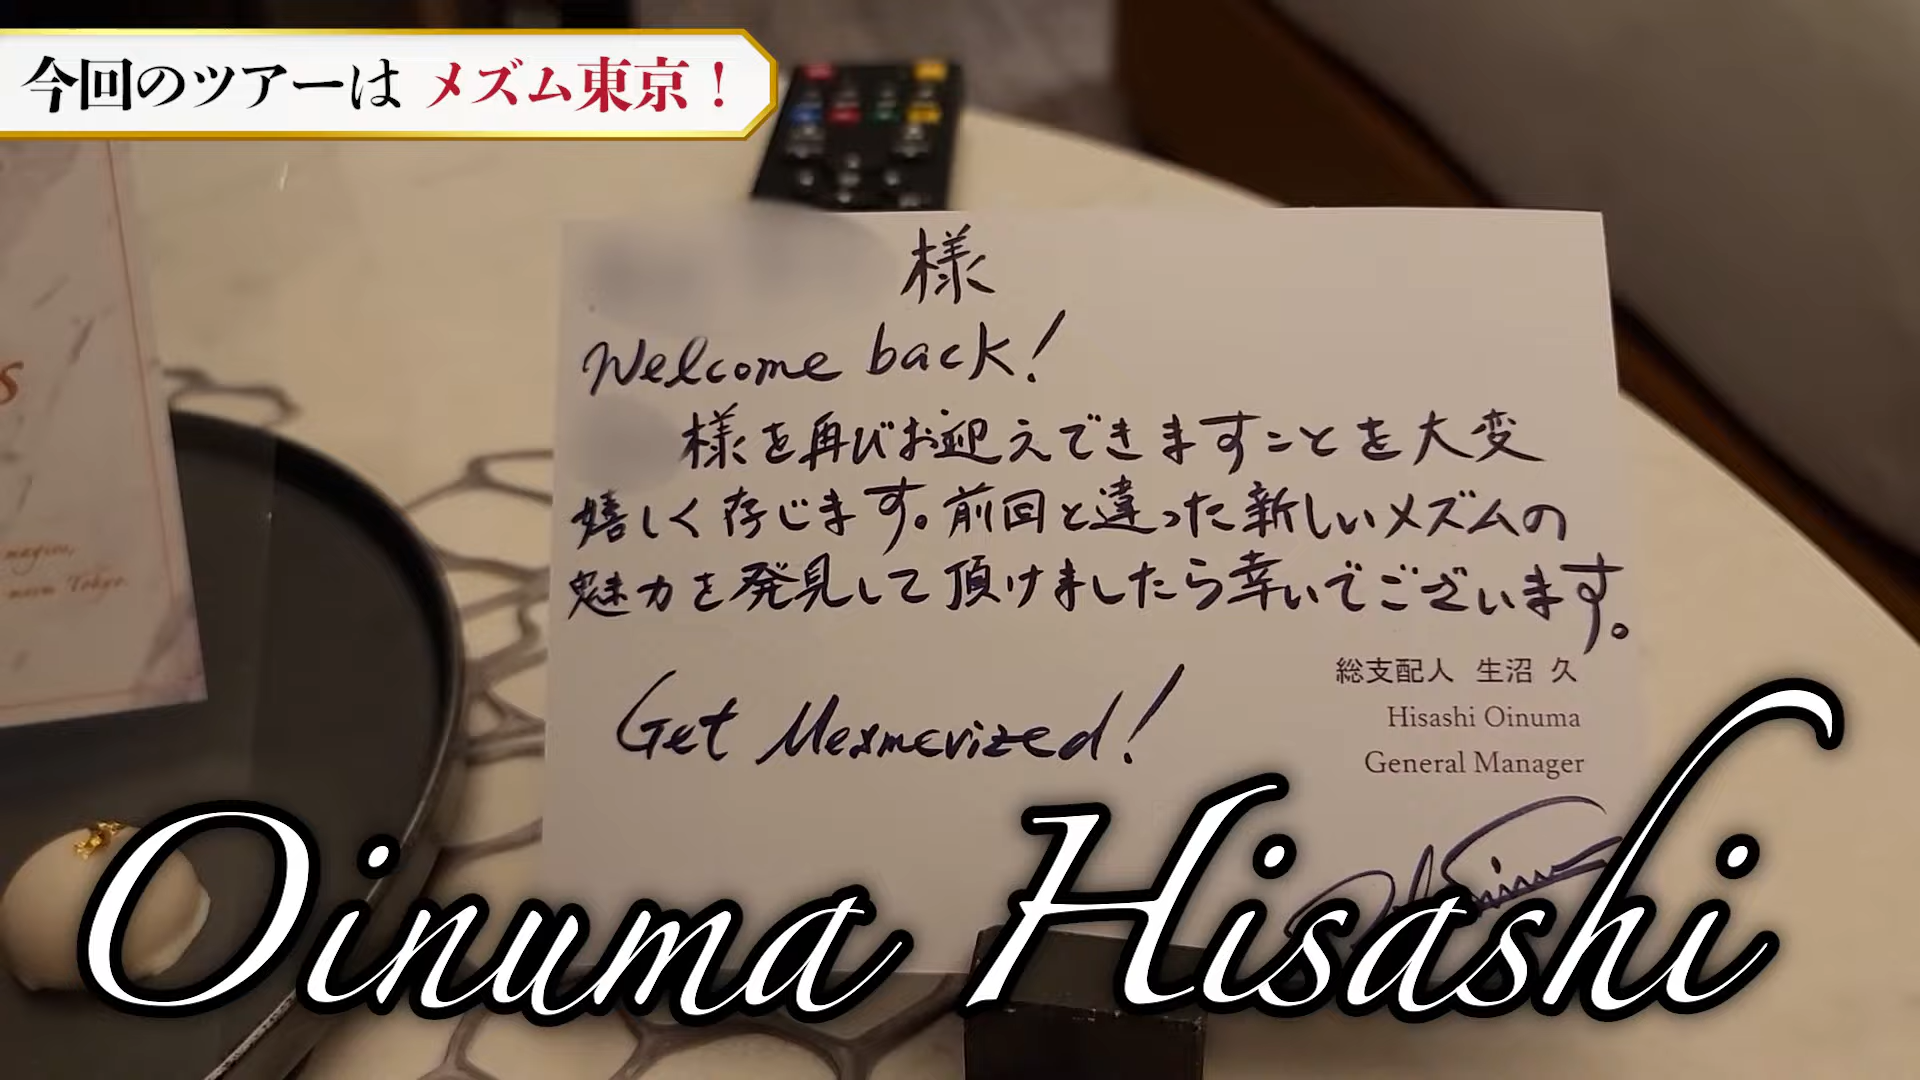 今回のツアーは メズム東京！
様
Welcome back!
様を再びお迎えできますことを大変
嬉しく存じます。前回と違った新しいメズムの
魅力を発見して頂けましたら幸いでございます。
Get Mesmerized!
総支配人 生沼 久
Hisashi Oinuma
General Manager
Oinuma Hisashi